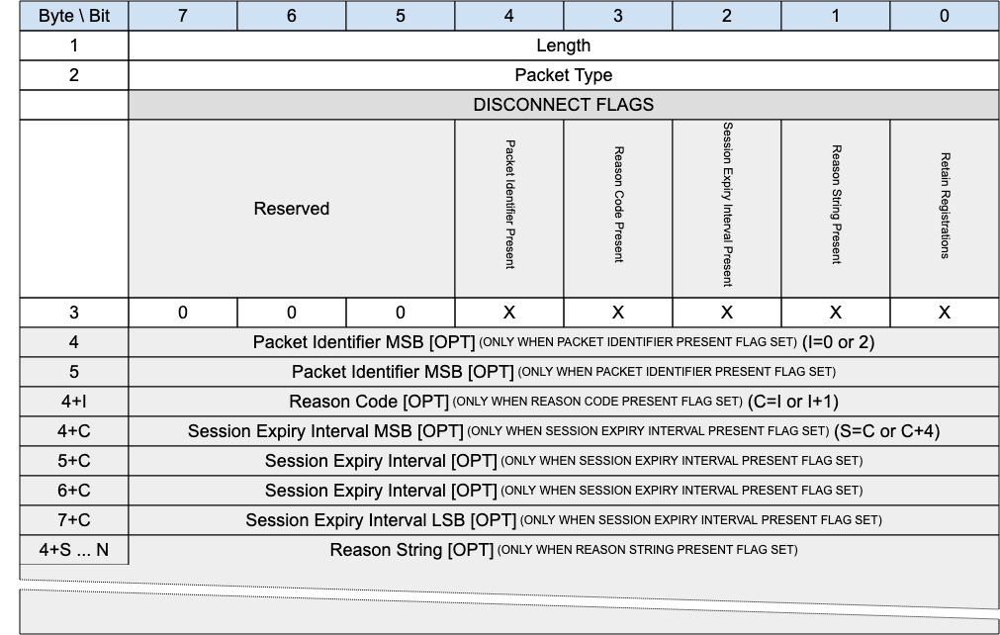 Byte \ Bit 7 6 5 4 3 2 1 0
1 Length
2 Packet Type
DISCONNECT FLAGS
Reserved
Packet Identifier Present
Reason Code Present
Session Expiry Interval Present
Reason String Present
Retain Registrations
3 0 0 0 X X X X X
4 Packet Identifier MSB [OPT] (ONLY WHEN PACKET IDENTIFIER PRESENT FLAG SET) (I=0 or 2)
5 Packet Identifier MSB [OPT] (ONLY WHEN PACKET IDENTIFIER PRESENT FLAG SET)
4+I Reason Code [OPT] (ONLY WHEN REASON CODE PRESENT FLAG SET) (C=I or I+1)
4+C Session Expiry Interval MSB [OPT] (ONLY WHEN SESSION EXPIRY INTERVAL PRESENT FLAG SET) (S=C or C+4)
5+C Session Expiry Interval [OPT] (ONLY WHEN SESSION EXPIRY INTERVAL PRESENT FLAG SET)
6+C Session Expiry Interval [OPT] (ONLY WHEN SESSION EXPIRY INTERVAL PRESENT FLAG SET)
7+C Session Expiry Interval LSB [OPT] (ONLY WHEN SESSION EXPIRY INTERVAL PRESENT FLAG SET)
4+S ... N Reason String [OPT] (ONLY WHEN REASON STRING PRESENT FLAG SET)